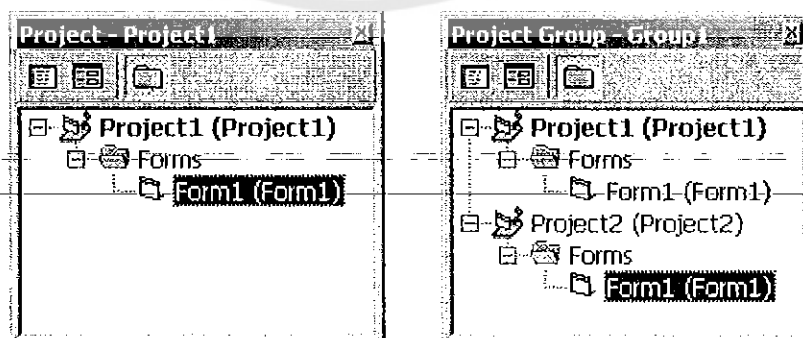 Project - Project1
Project1 (Project1)
Forms
Form1 (Form1)
Project Group - Group1
Project1 (Project1)
Forms
Form1 (Form1)
Project2 (Project2)
Forms
Form1 (Form1)